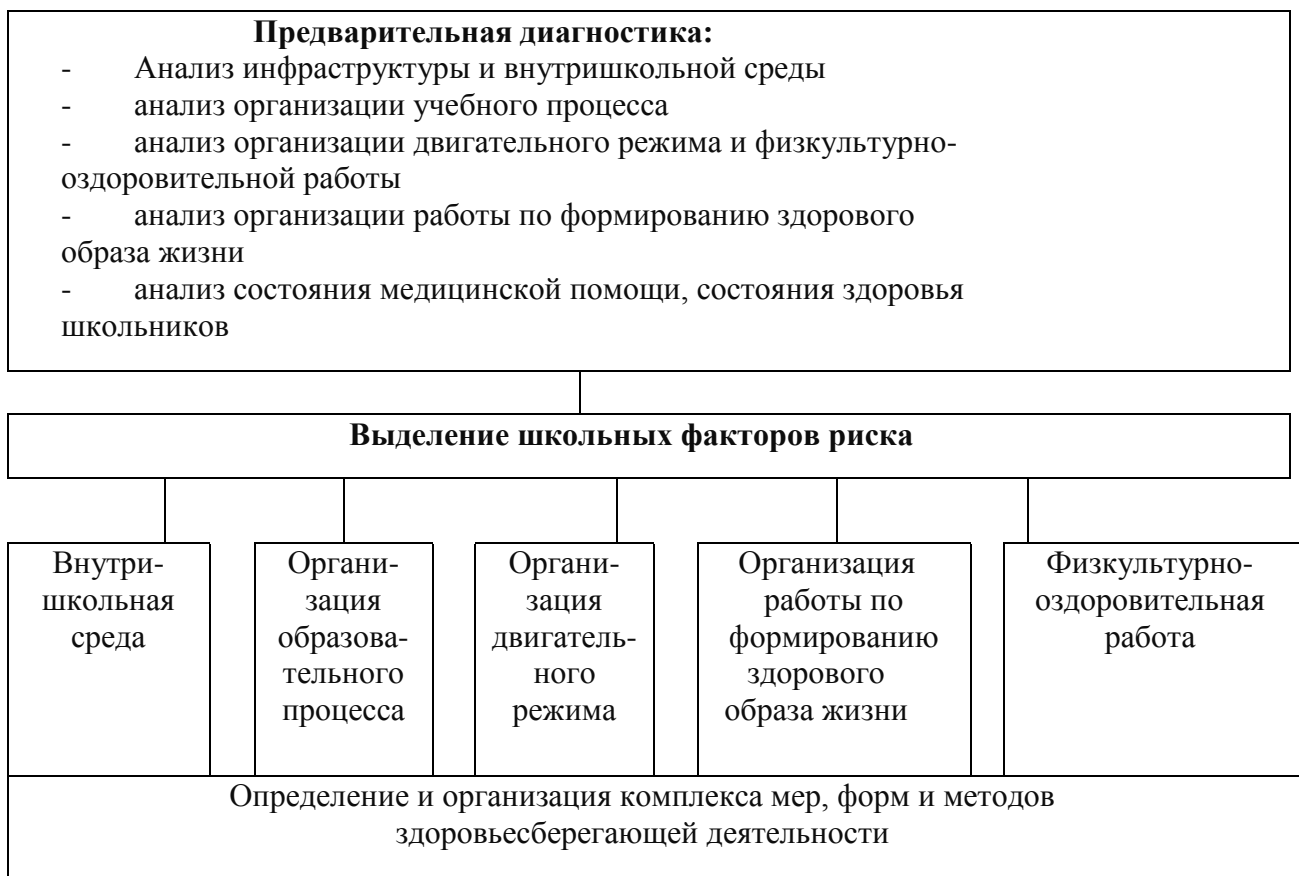 Предварительная диагностика:
- Анализ инфраструктуры и внутришкольной среды
- анализ организации учебного процесса
- анализ организации двигательного режима и физкультурно-
оздоровительной работы
- анализ организации работы по формированию здорового
образа жизни
- анализ состояния медицинской помощи, состояния здоровья
школьников
Выделение школьных факторов риска
Внутри-
школьная
среда
Органи-
зация
образова-
тельного
процесса
Органи-
зация
двигатель-
ного
режима
Организация
работы по
формированию
здорового
образа жизни
Физкультурно-
оздоровительная
работа
Определение и организация комплекса мер, форм и методов
здоровьесберегающей деятельности